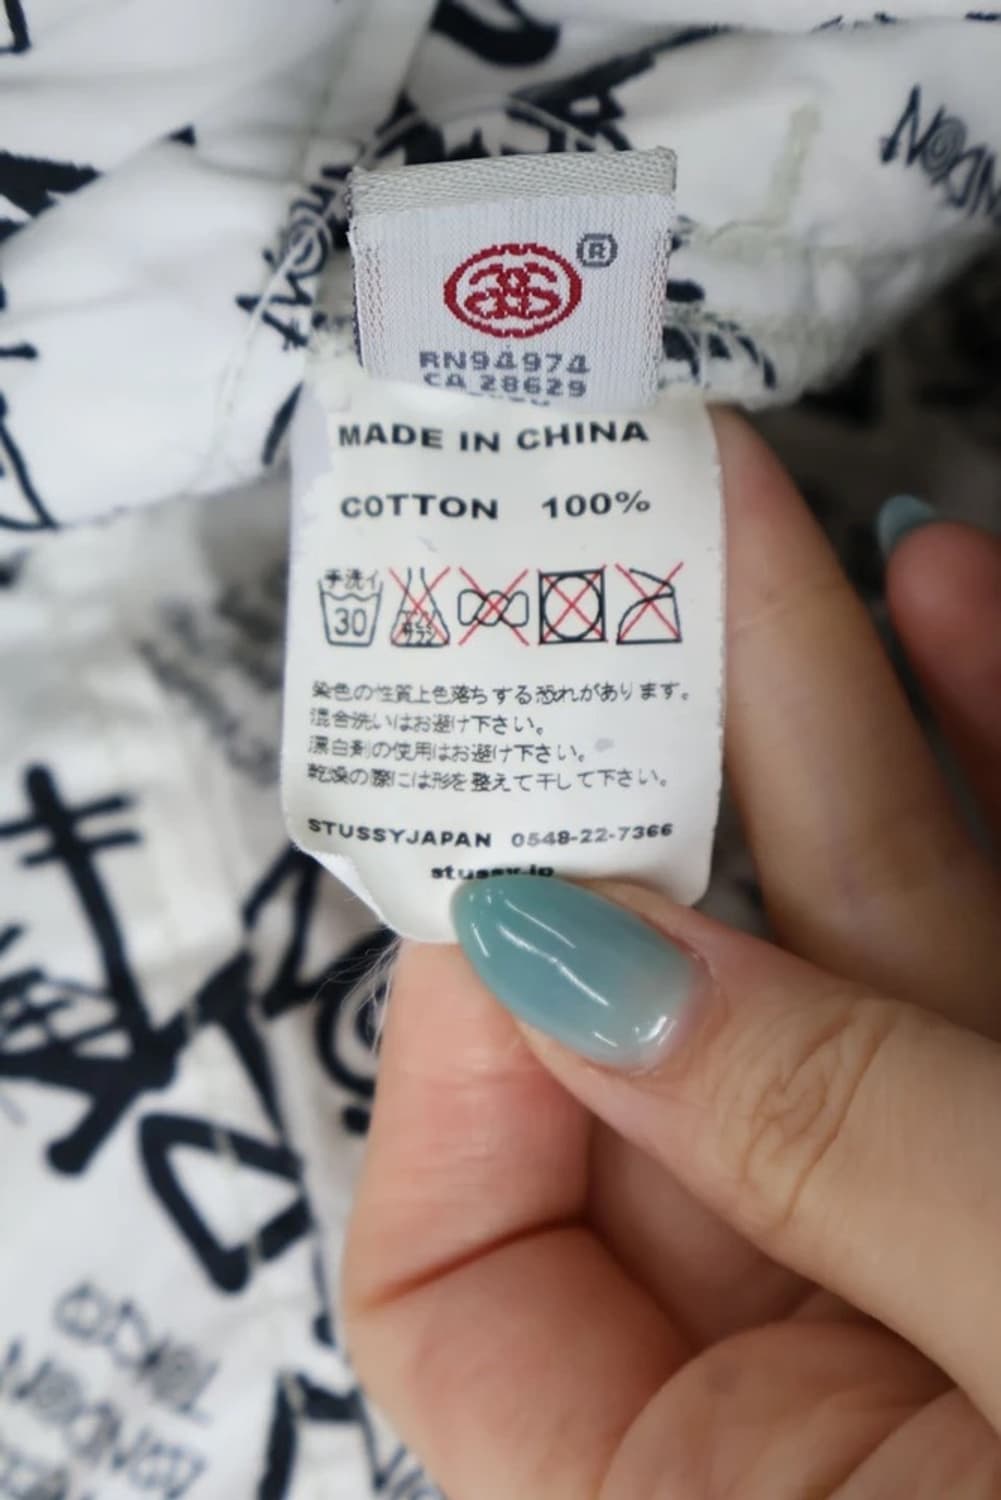 ®
RN94974
CA 28629
MADE IN CHINA
COTTON 100%
手洗イ
30
染色の性質上色落ちする恐れがあります。
混合洗いはお避け下さい。
漂白剤の使用はお避け下さい。
乾燥の際には形を整えて干して下さい。
STUSSYJAPAN 0548-22-7366
stussy.jp